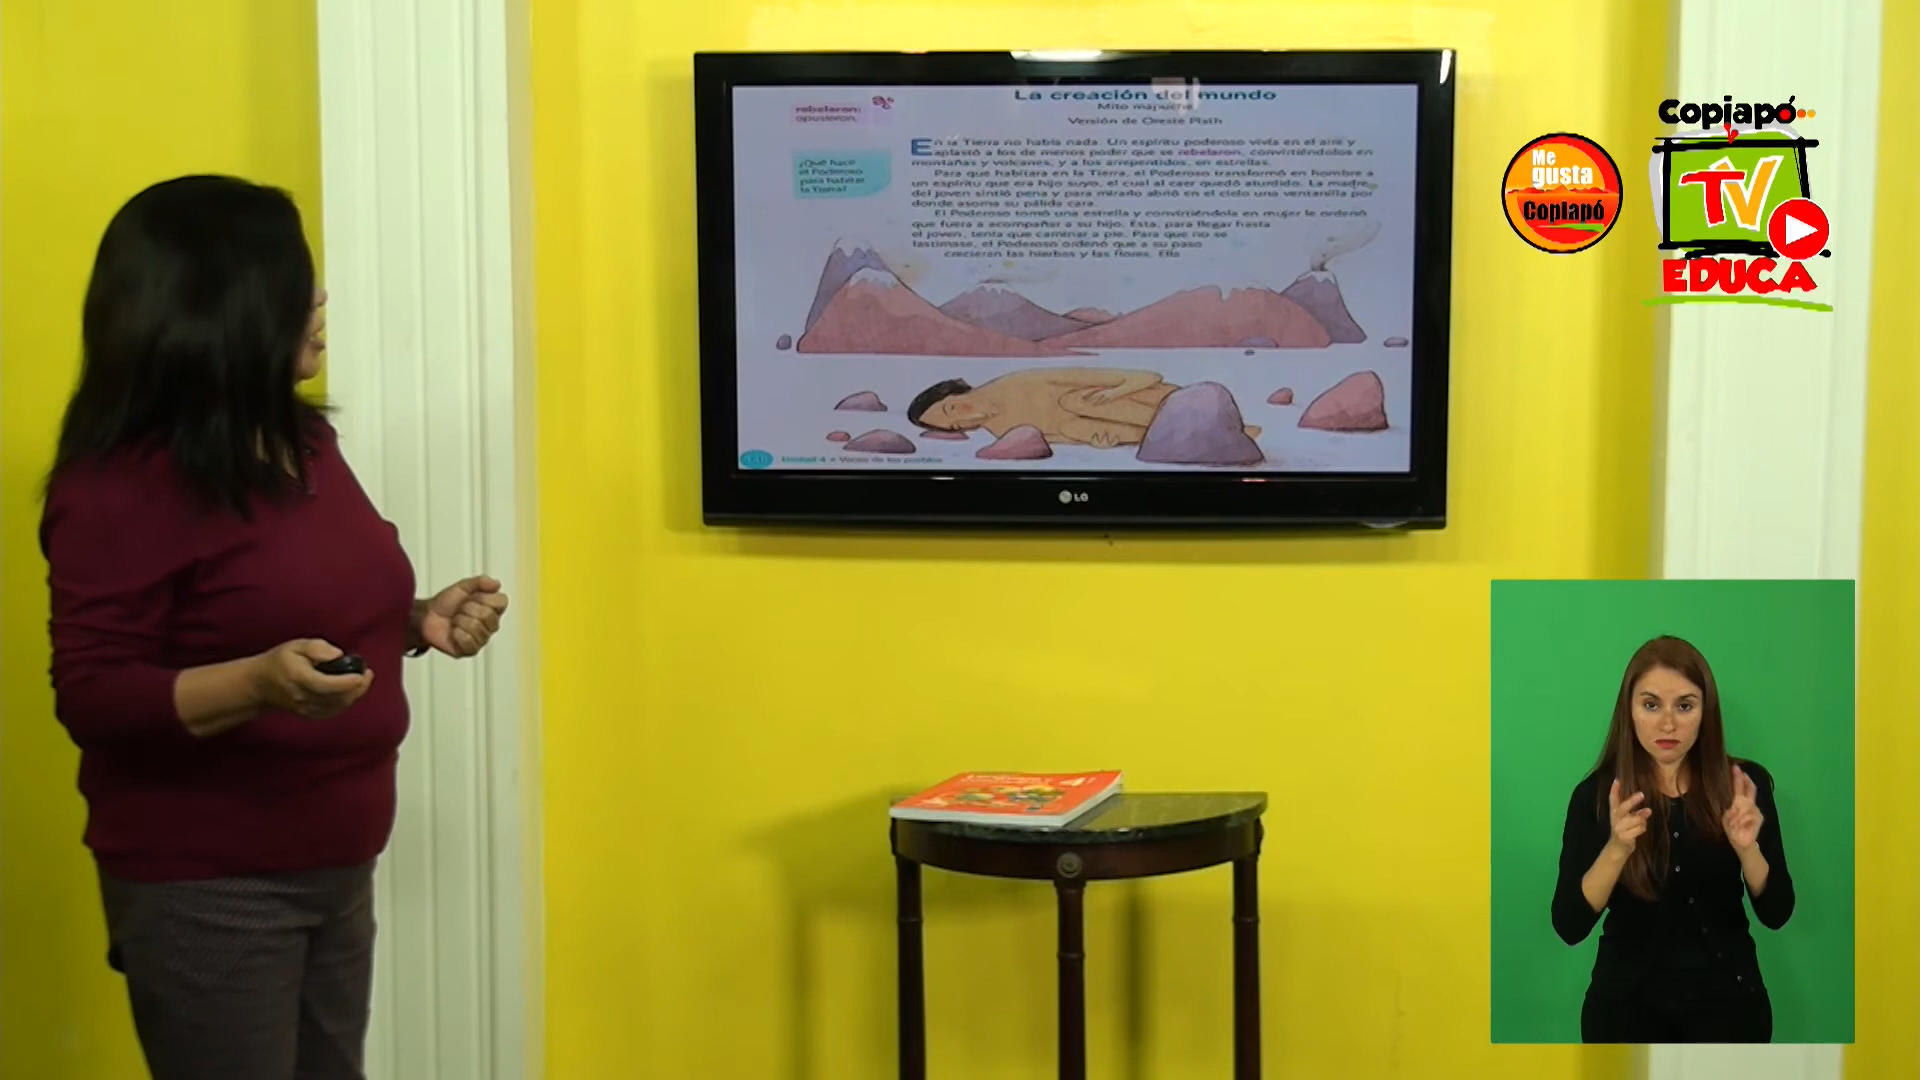 La creación del mundo
Mito mapuche
Versión de Oreste Plath
rebelaron:
opusieron.
¿Qué hace
el Poderoso
para habitar
la Tierra?
En la Tierra no había nada. Un espíritu poderoso vivía en el aire y
aplastó a los de menos poder que se rebelaron, convirtiéndolos en
montañas y volcanes, y a los arrepentidos, en estrellas.
Para que habitara en la Tierra, el Poderoso transformó en hombre a
un espíritu que era hijo suyo, el cual al caer quedó aturdido. La madre
del joven sintió pena y para mirarlo abrió en el cielo una ventanilla por
donde asoma su pálida cara.
El Poderoso tomó una estrella y convirtiéndola en mujer le ordenó
que fuera a acompañar a su hijo. Esta, para llegar hasta
el joven, tenía que caminar a pie. Para que no se
lastimase, el Poderoso ordenó que a su paso
crecieran las hierbas y las flores. Ella
Unidad 4 • Voces de los pueblos
LG
Me
gusta
Copiapó
Copiapó
TV
EDUCA
4°